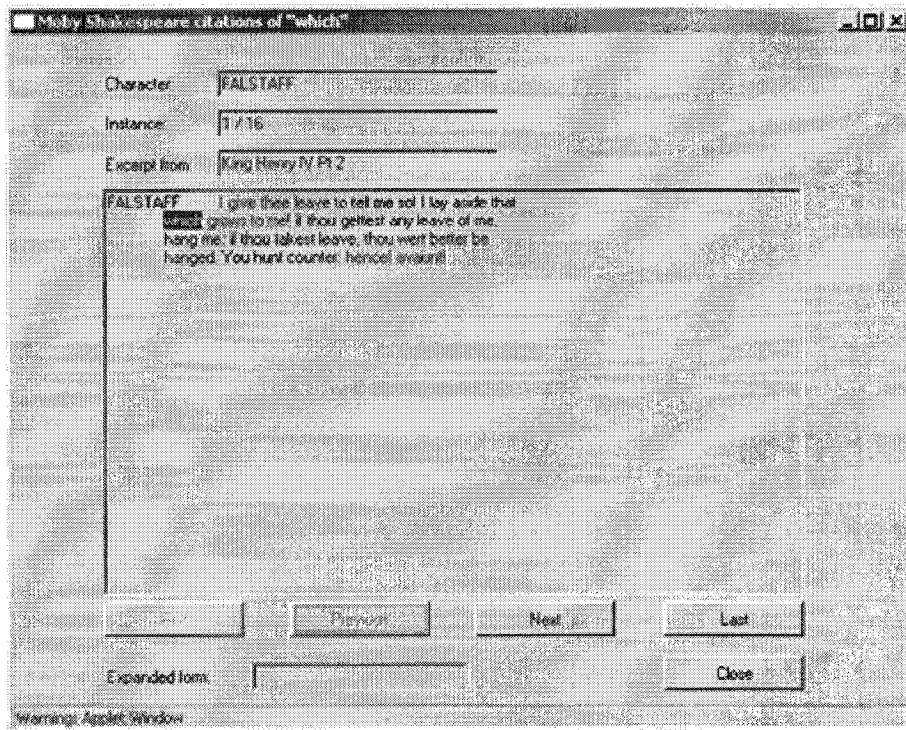 Moby Shakespeare citations of "which"
Character: FALSTAFF
Instance: 1 / 16
Excerpt from King Henry IV Pt 2
FALSTAFF I give thee leave to tell me so! I lay aside that
which grows to me! if thou gettest any leave of me,
hang me; if thou takest leave, thou wert better be
hanged. You hunt counter: hence! avaunt!
Previous Next Last
Expanded form: Close
Warning: Applet Window